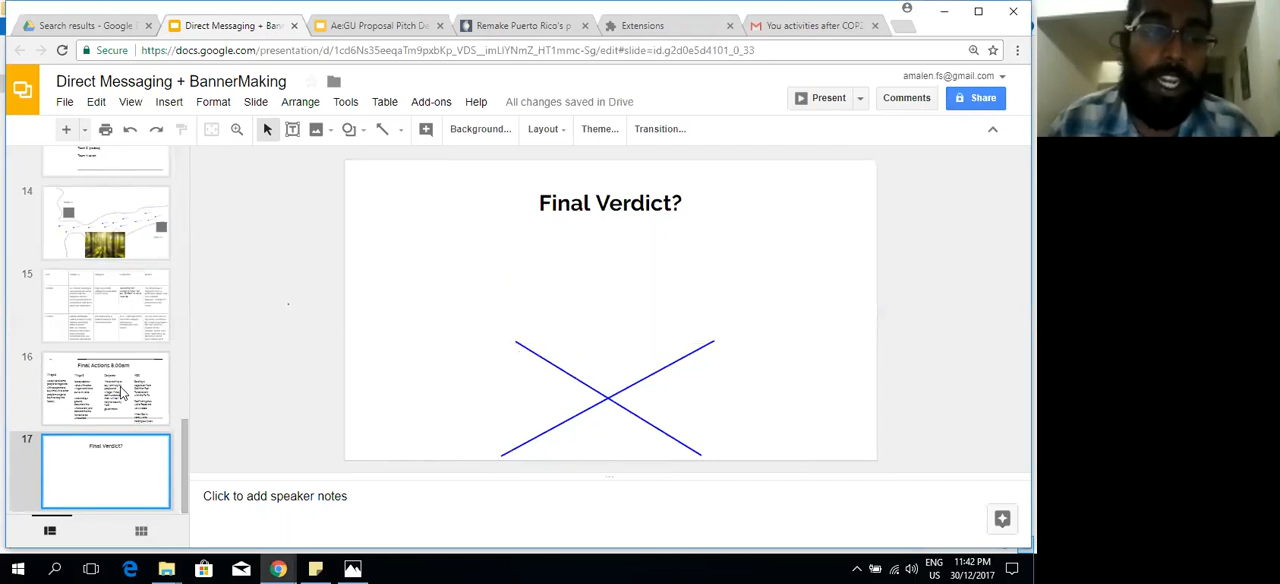 Search results - Google
Direct Messaging + Ban
Ae:GU Proposal Pitch De
Remake Puerto Rico's p
Extensions
You activities after COP2
Secure
https://docs.google.com/presentation/d/1cd6Ns35eeqaTm9pxbKp_VDS__imLIYNmZ_HT1mmc-Sg/edit#slide=id.g2d0e5d4101_0_33
Direct Messaging + BannerMaking
amalen.fs@gmail.com
File Edit View Insert Format Slide Arrange Tools Table Add-ons Help All changes saved in Drive
Present
Comments
Share
Background...
Layout
Theme...
Transition...
14
15
16
Final Actions 8.00am
17
Final Verdict?
Final Verdict?
Click to add speaker notes
ENG
US
11:42 PM
30/12/2017